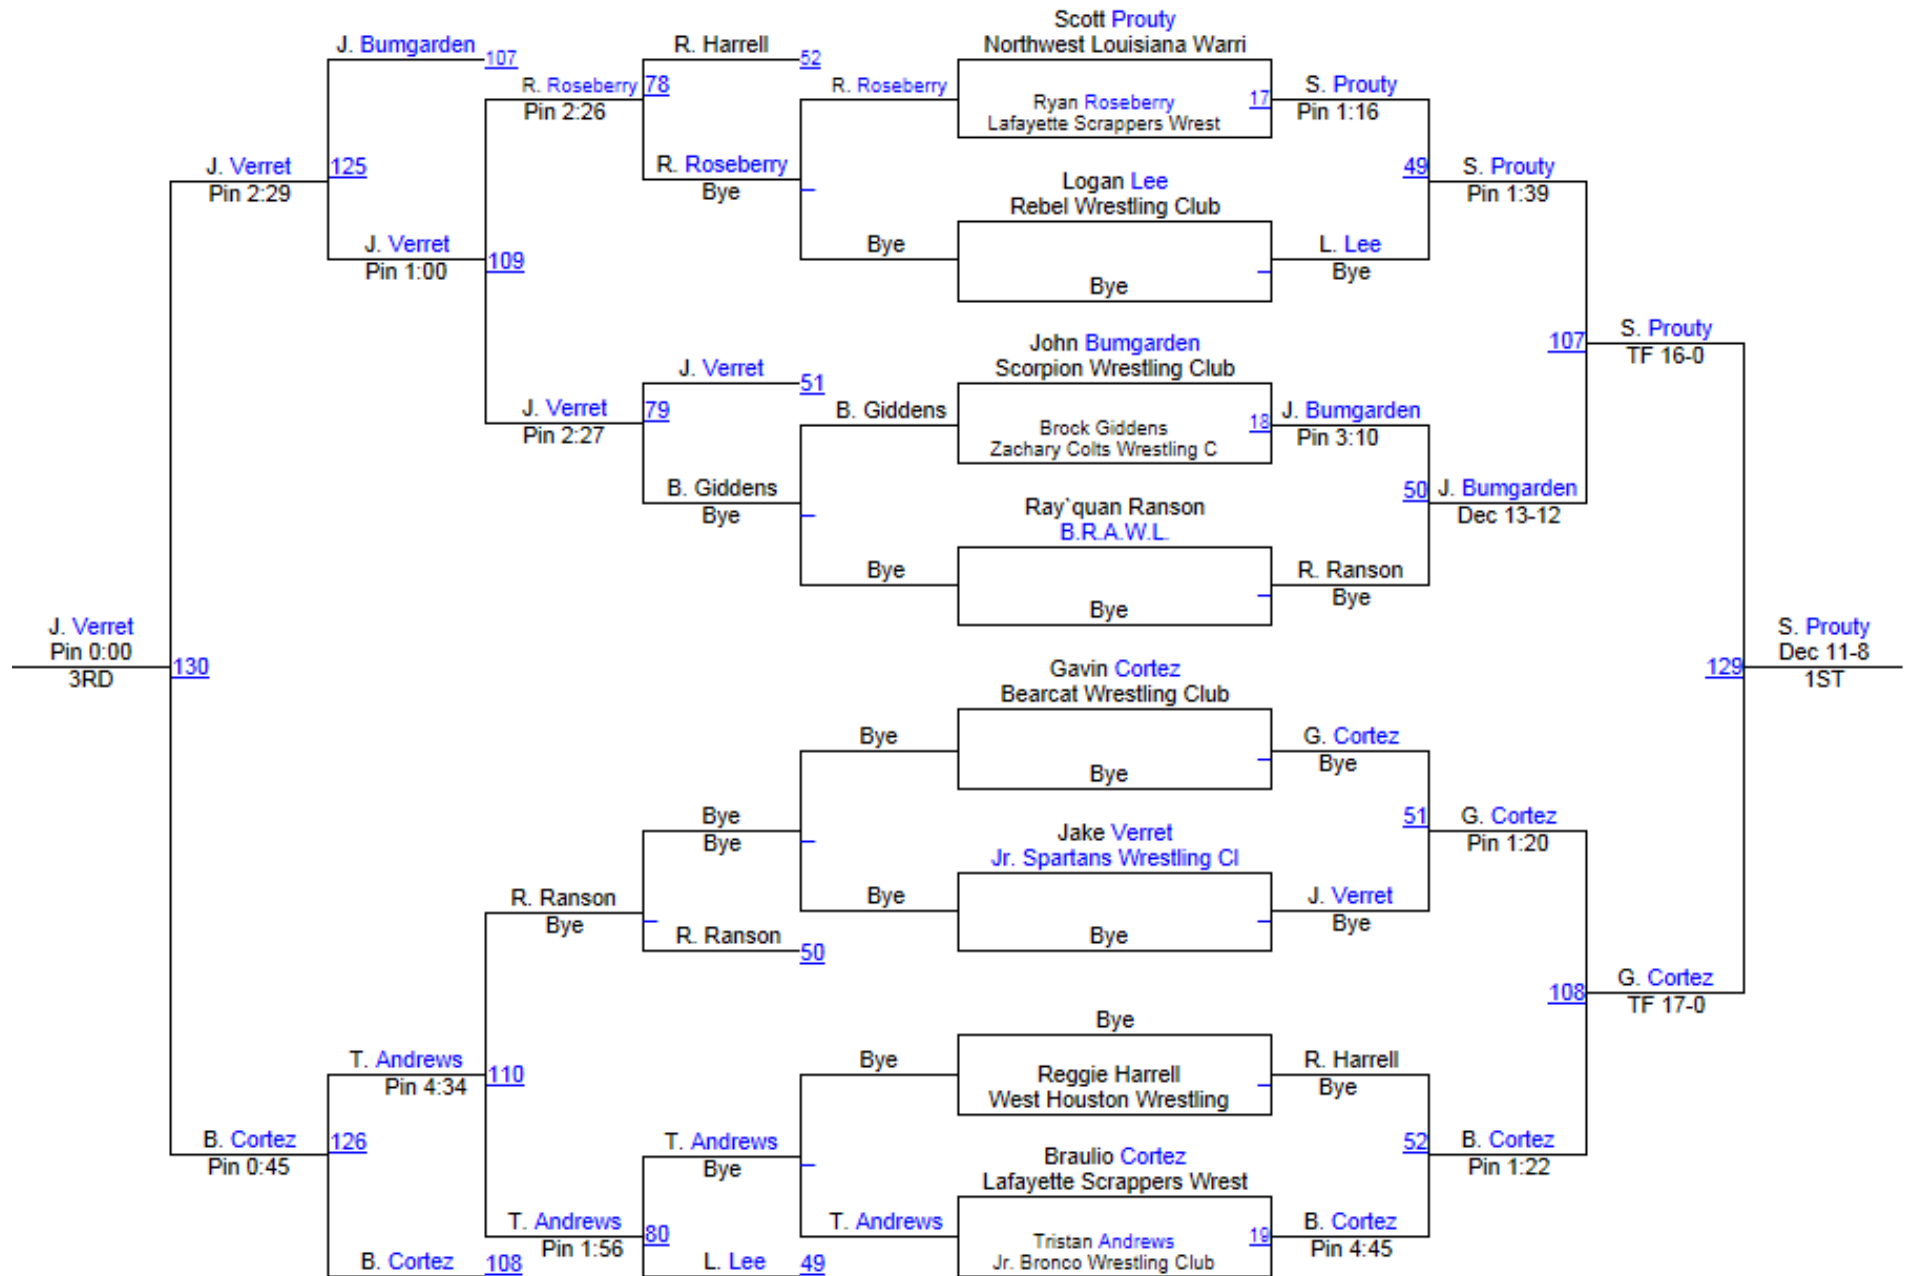 Scott Prouty
J. Bumgarden
R. Harrell
Northwest Louisiana Warri
107
52
R. Roseberry
78
R. Roseberry
S. Prouty
Pin 2:26
Ryan Roseberry
17
Pin 1:16
Lafayette Scrappers Wrest
J. Verret
125
R. Roseberry
Logan Lee
49
S. Prouty
Pin 2:29
Bye
Rebel Wrestling Club
Pin 1:39
J. Verret
Bye
L. Lee
Pin 1:00
109
Bye
Bye
John Bumgarden
107
S. Prouty
J. Verret
Scorpion Wrestling Club
TF 16-0
51
J. Verret
79
B. Giddens
Brock Giddens
18
J. Bumgarden
Pin 2:27
Zachary Colts Wrestling C
Pin 3:10
B. Giddens
Ray`quan Ranson
50
J. Bumgarden
Bye
B.R.A.W.L.
Dec 13-12
Bye
R. Ranson
Bye
Bye
J. Verret
S. Prouty
Pin 0:00
130
Gavin Cortez
129
Dec 11-8
3RD
Bearcat Wrestling Club
1ST
Bye
G. Cortez
Bye
Bye
Bye
Jake Verret
51
G. Cortez
Bye
Jr. Spartans Wrestling Cl
Pin 1:20
R. Ranson
Bye
J. Verret
Bye
Bye
Bye
R. Ranson
50
G. Cortez
108
TF 17-0
Bye
T. Andrews
110
Bye
Reggie Harrell
R. Harrell
Pin 4:34
West Houston Wrestling
Bye
B. Cortez
126
T. Andrews
Braulio Cortez
52
B. Cortez
Pin 0:45
Bye
Lafayette Scrappers Wrest
Pin 1:22
T. Andrews
80
T. Andrews
Tristan Andrews
19
B. Cortez
Pin 1:56
Jr. Bronco Wrestling Club
Pin 4:45
B. Cortez
108
L. Lee
49